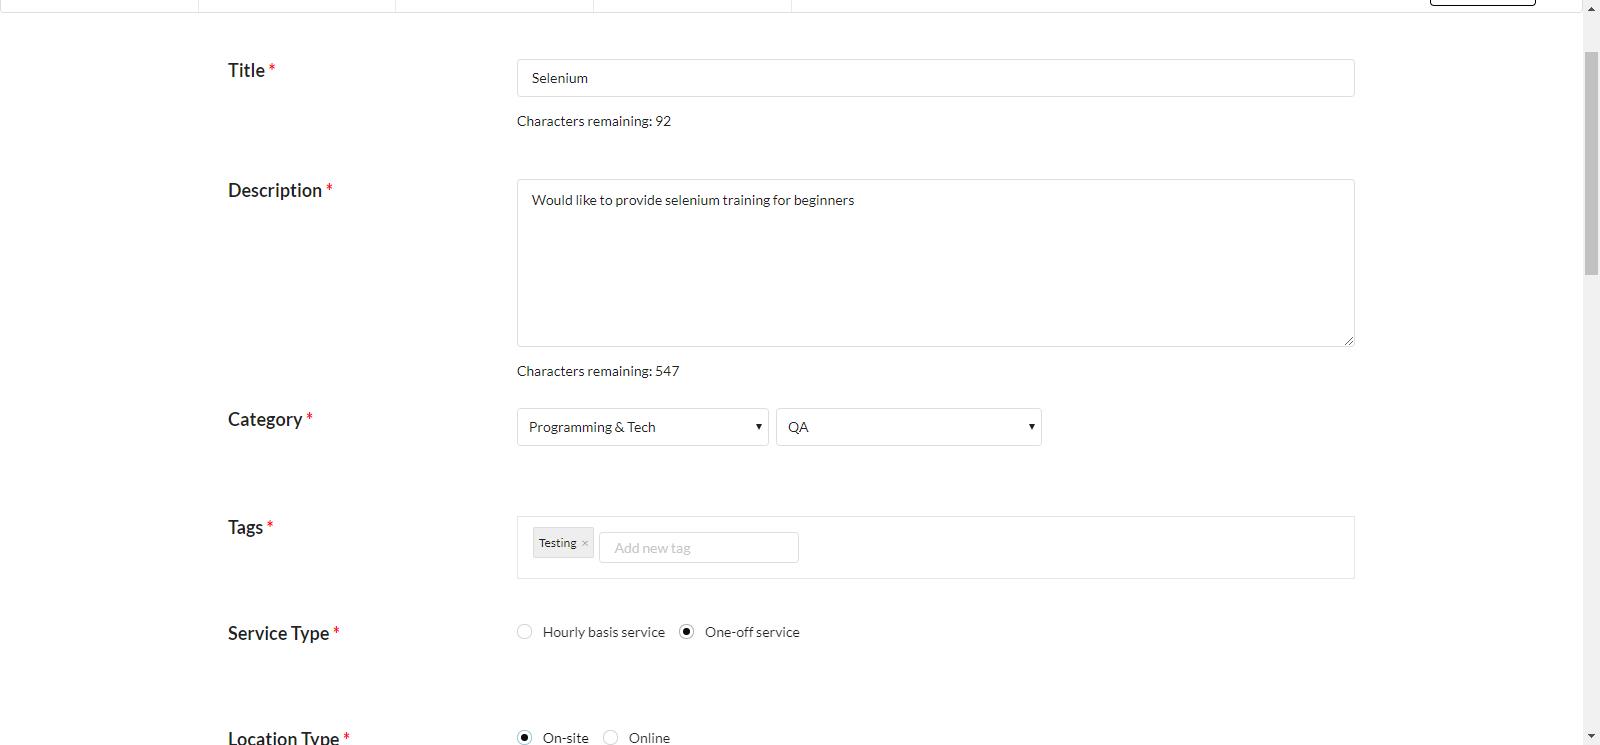 Title *
Selenium
Characters remaining: 92
Description *
Would like to provide selenium training for beginners
Characters remaining: 547
Category *
Programming & Tech
QA
Tags *
Testing ×
Add new tag
Service Type *
Hourly basis service
One-off service
Location Type *
On-site
Online